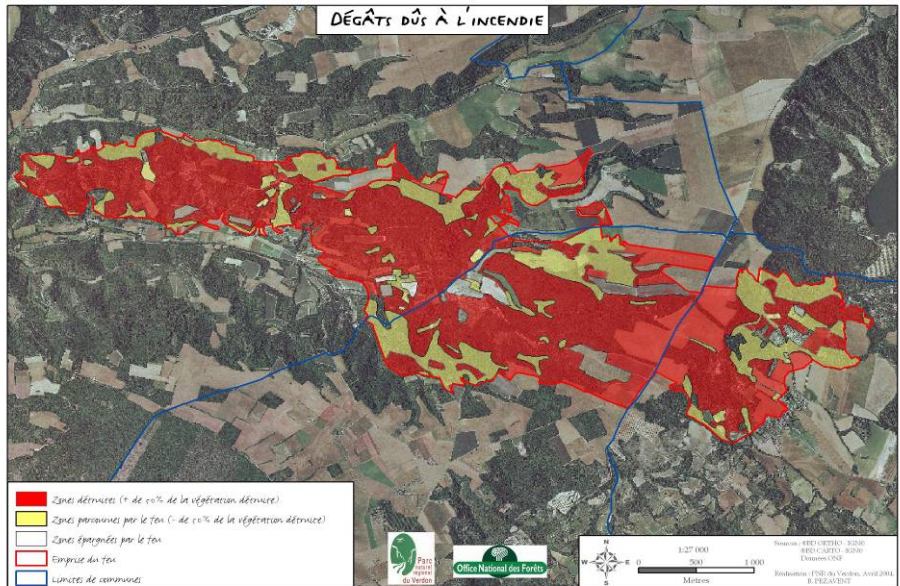 DÉGÂTS DÛS À L'INCENDIE
Zones détruites (+ de 50% de la végétation détruite)
Zones parcourues par le feu (- de 50% de la végétation détruite)
Zones épargnées par le feu
Emprise du feu
Limites de communes
Parc
naturel
régional
du Verdon
Office National des Forêts
N
W E
S
1:27 000
0 500 1 000
Mètres
Sources : ©BD ORTHO - IGN©
©BD CARTO - IGN©
Données ONF
Réalisation : PNR du Verdon, Avril 2004
B. PEZAVENT